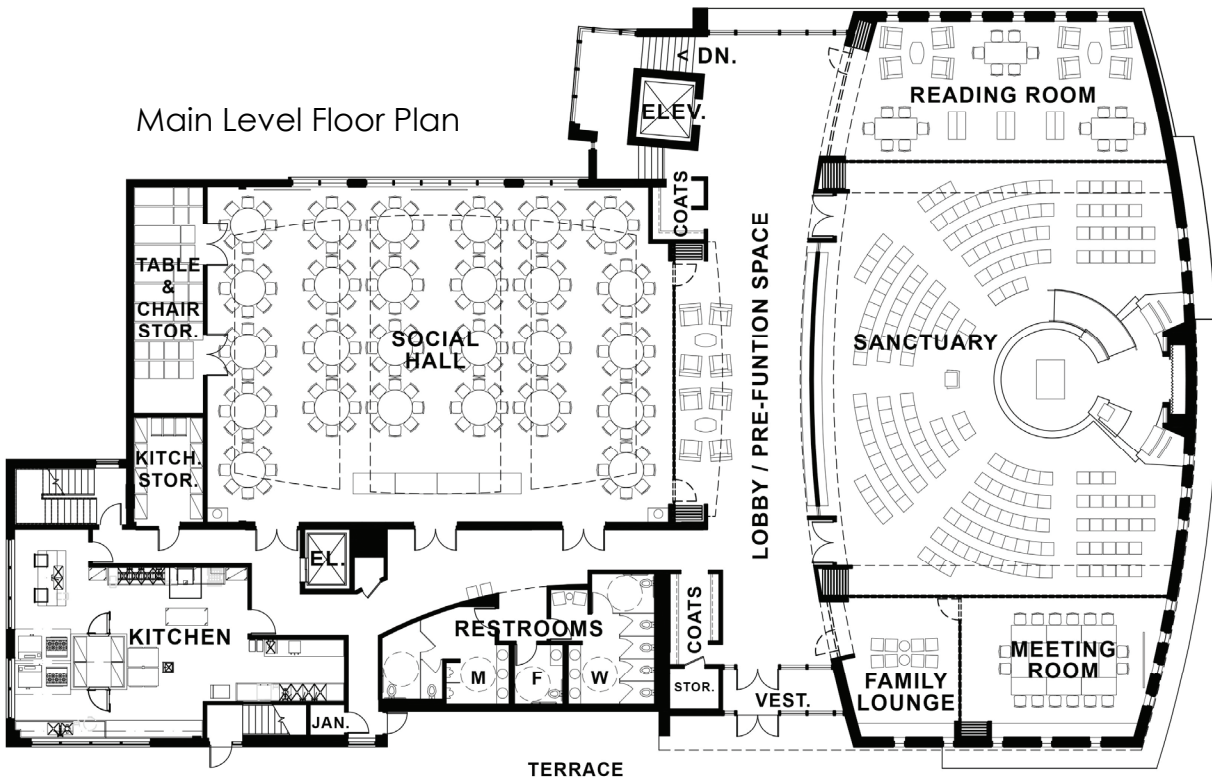 Main Level Floor Plan
< DN.
ELEV.
READING ROOM
COATS
TABLE
&
CHAIR
STOR.
SOCIAL
HALL
LOBBY / PRE-FUNTION SPACE
SANCTUARY
KITCH.
STOR.
EL.
KITCHEN
RESTROOMS
M
F
W
COATS
STOR.
VEST.
FAMILY
LOUNGE
MEETING
ROOM
JAN.
TERRACE